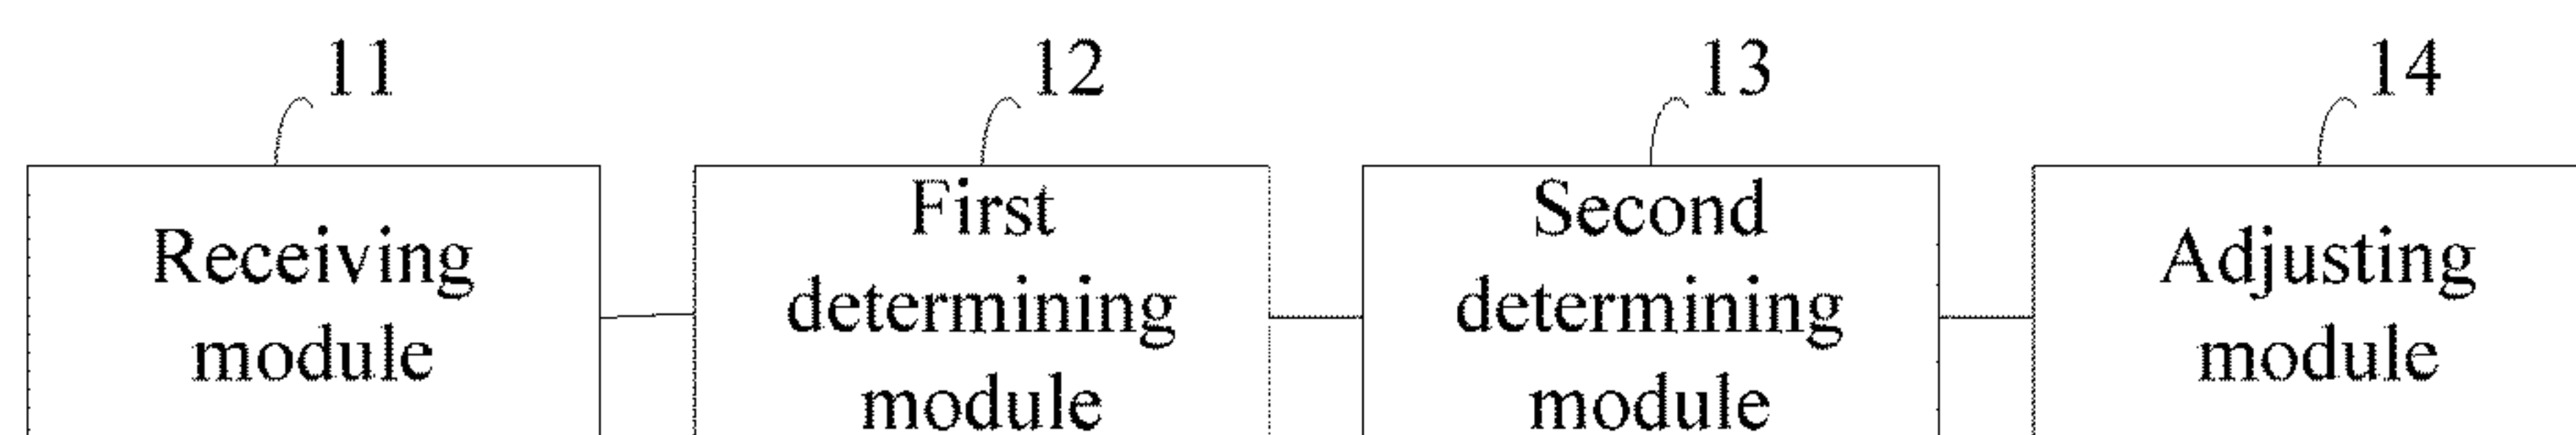 11
12
13
14
Receiving
module
First
determining
module
Second
determining
module
Adjusting
module